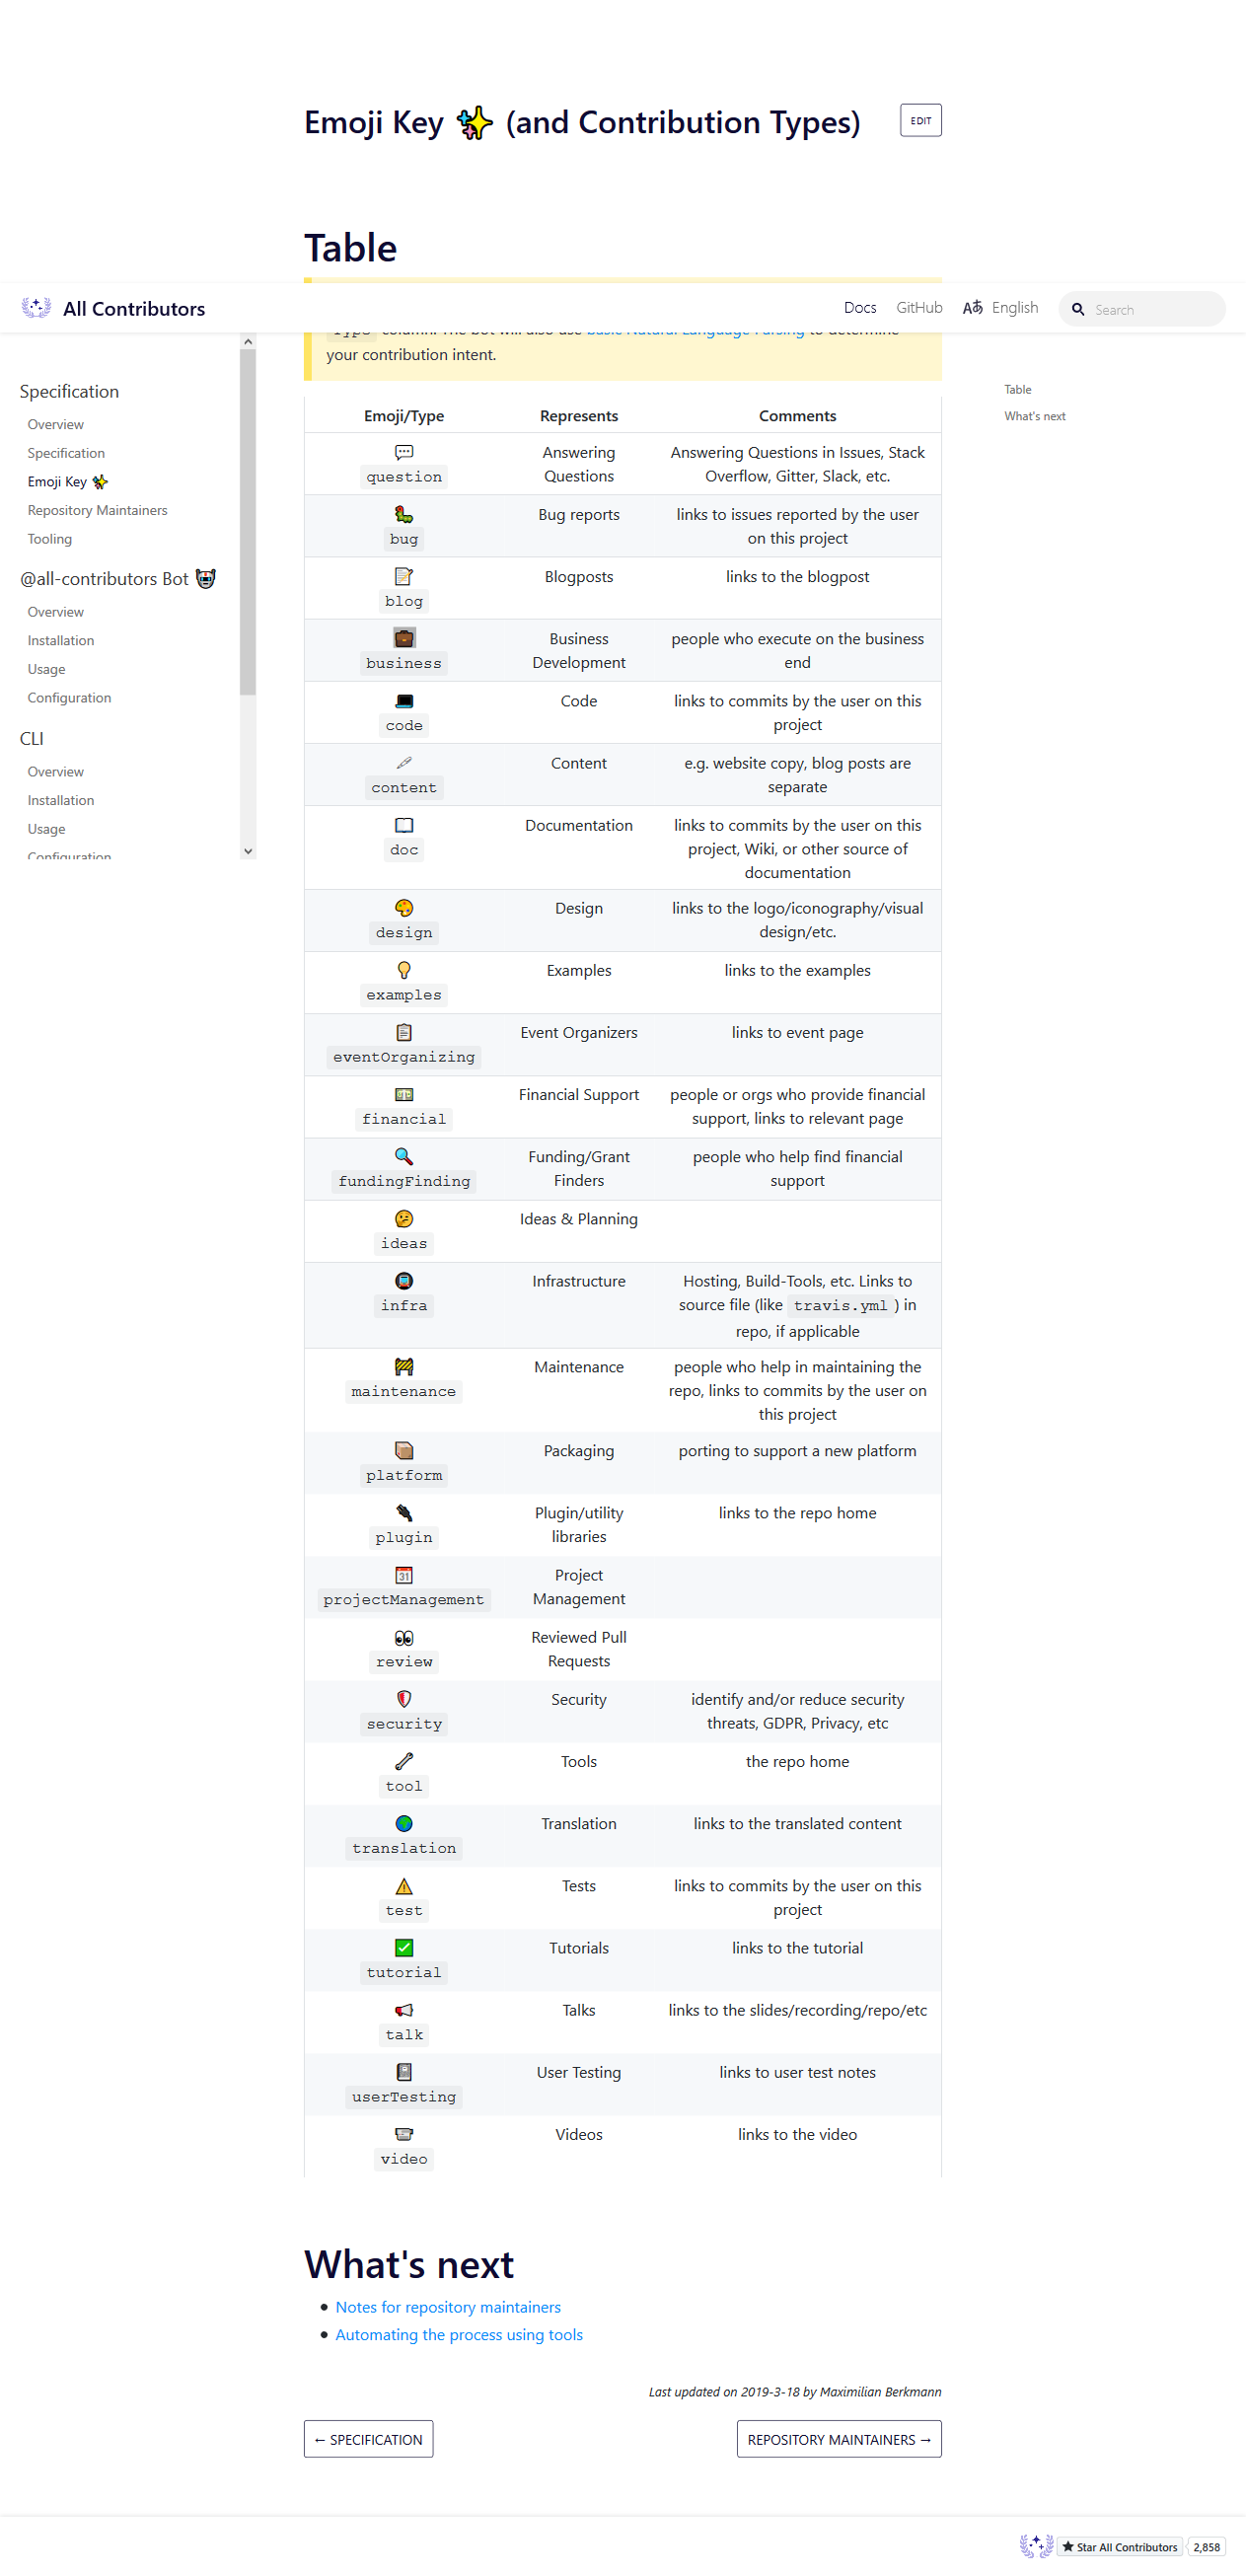 Emoji Key ✨ (and Contribution Types)
EDIT
Table
All Contributors
Docs
GitHub
English
Search
Type column. The bot will also use basic Natural Language Parsing to determine
your contribution intent.
Specification
Overview
Specification
Emoji Key ✨
Repository Maintainers
Tooling
@all-contributors Bot 🤖
Overview
Installation
Usage
Configuration
CLI
Overview
Installation
Usage
Configuration
Table
What's next
Emoji/Type Represents Comments
question
Answering
Questions
Answering Questions in Issues, Stack
Overflow, Gitter, Slack, etc.
bug
Bug reports
links to issues reported by the user
on this project
blog
Blogposts
links to the blogpost
business
Business
Development
people who execute on the business
end
code
Code
links to commits by the user on this
project
content
Content
e.g. website copy, blog posts are
separate
doc
Documentation
links to commits by the user on this
project, Wiki, or other source of
documentation
design
Design
links to the logo/iconography/visual
design/etc.
examples
Examples
links to the examples
eventOrganizing
Event Organizers
links to event page
financial
Financial Support
people or orgs who provide financial
support, links to relevant page
fundingFinding
Funding/Grant
Finders
people who help find financial
support
ideas
Ideas & Planning
infra
Infrastructure
Hosting, Build-Tools, etc. Links to
source file (like travis.yml) in
repo, if applicable
maintenance
Maintenance
people who help in maintaining the
repo, links to commits by the user on
this project
platform
Packaging
porting to support a new platform
plugin
Plugin/utility
libraries
links to the repo home
31
projectManagement
Project
Management
review
Reviewed Pull
Requests
security
Security
identify and/or reduce security
threats, GDPR, Privacy, etc
tool
Tools
the repo home
translation
Translation
links to the translated content
test
Tests
links to commits by the user on this
project
tutorial
Tutorials
links to the tutorial
talk
Talks
links to the slides/recording/repo/etc
userTesting
User Testing
links to user test notes
video
Videos
links to the video
What's next
Notes for repository maintainers
Automating the process using tools
Last updated on 2019-3-18 by Maximilian Berkmann
← SPECIFICATION
REPOSITORY MAINTAINERS →
Star All Contributors
2,858